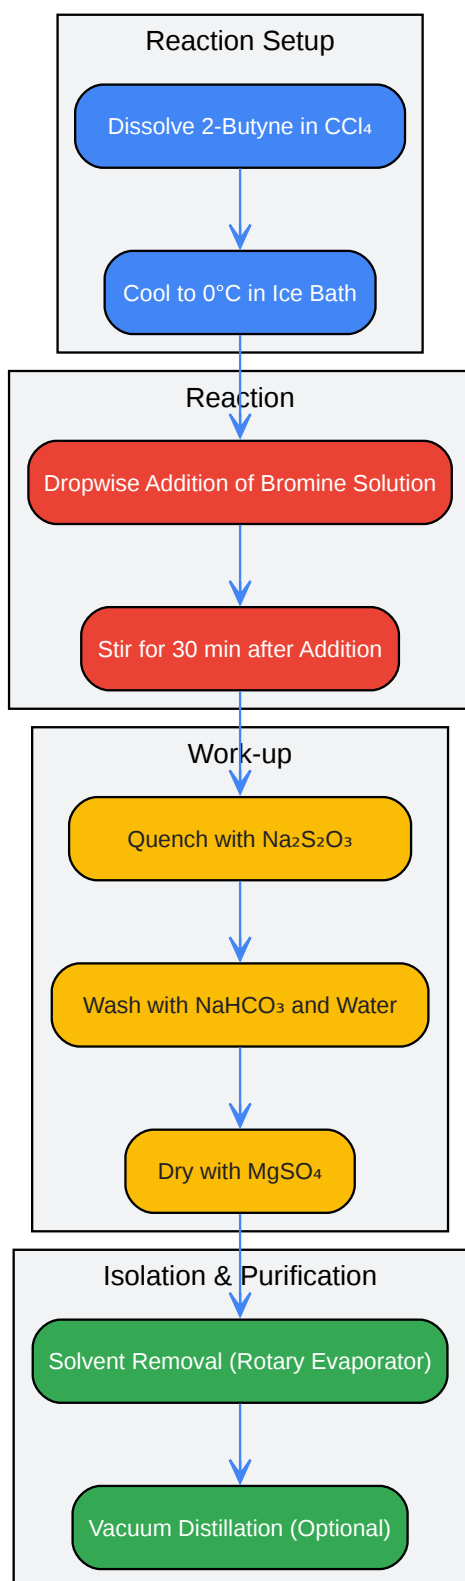 Reaction Setup
Dissolve 2-Butyne in CCl₄
Cool to 0°C in Ice Bath
Reaction
Dropwise Addition of Bromine Solution
Stir for 30 min after Addition
Work-up
Quench with Na₂S₂O₃
Wash with NaHCO₃ and Water
Dry with MgSO₄
Isolation & Purification
Solvent Removal (Rotary Evaporator)
Vacuum Distillation (Optional)